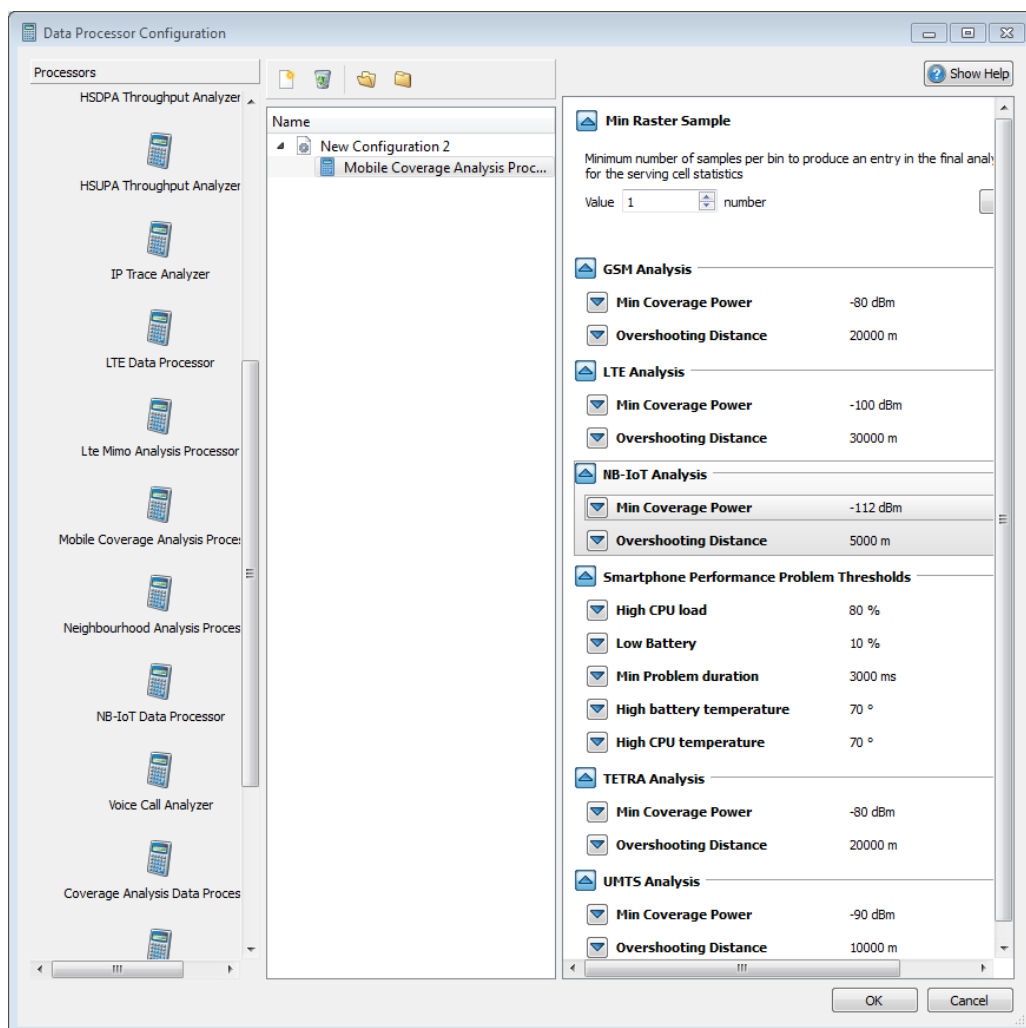 Data Processor Configuration
Processors
HSDPA Throughput Analyzer
HSUPA Throughput Analyzer
IP Trace Analyzer
LTE Data Processor
Lte Mimo Analysis Processor
Mobile Coverage Analysis Proces
Neighbourhood Analysis Proces
NB-IoT Data Processor
Voice Call Analyzer
Coverage Analysis Data Proces
Name
New Configuration 2
Mobile Coverage Analysis Proc...
Show Help
Min Raster Sample
Minimum number of samples per bin to produce an entry in the final analy
for the serving cell statistics
Value 1 number
GSM Analysis
Min Coverage Power -80 dBm
Overshooting Distance 20000 m
LTE Analysis
Min Coverage Power -100 dBm
Overshooting Distance 30000 m
NB-IoT Analysis
Min Coverage Power -112 dBm
Overshooting Distance 5000 m
Smartphone Performance Problem Thresholds
High CPU load 80 %
Low Battery 10 %
Min Problem duration 3000 ms
High battery temperature 70 °
High CPU temperature 70 °
TETRA Analysis
Min Coverage Power -80 dBm
Overshooting Distance 20000 m
UMTS Analysis
Min Coverage Power -90 dBm
Overshooting Distance 10000 m
OK Cancel